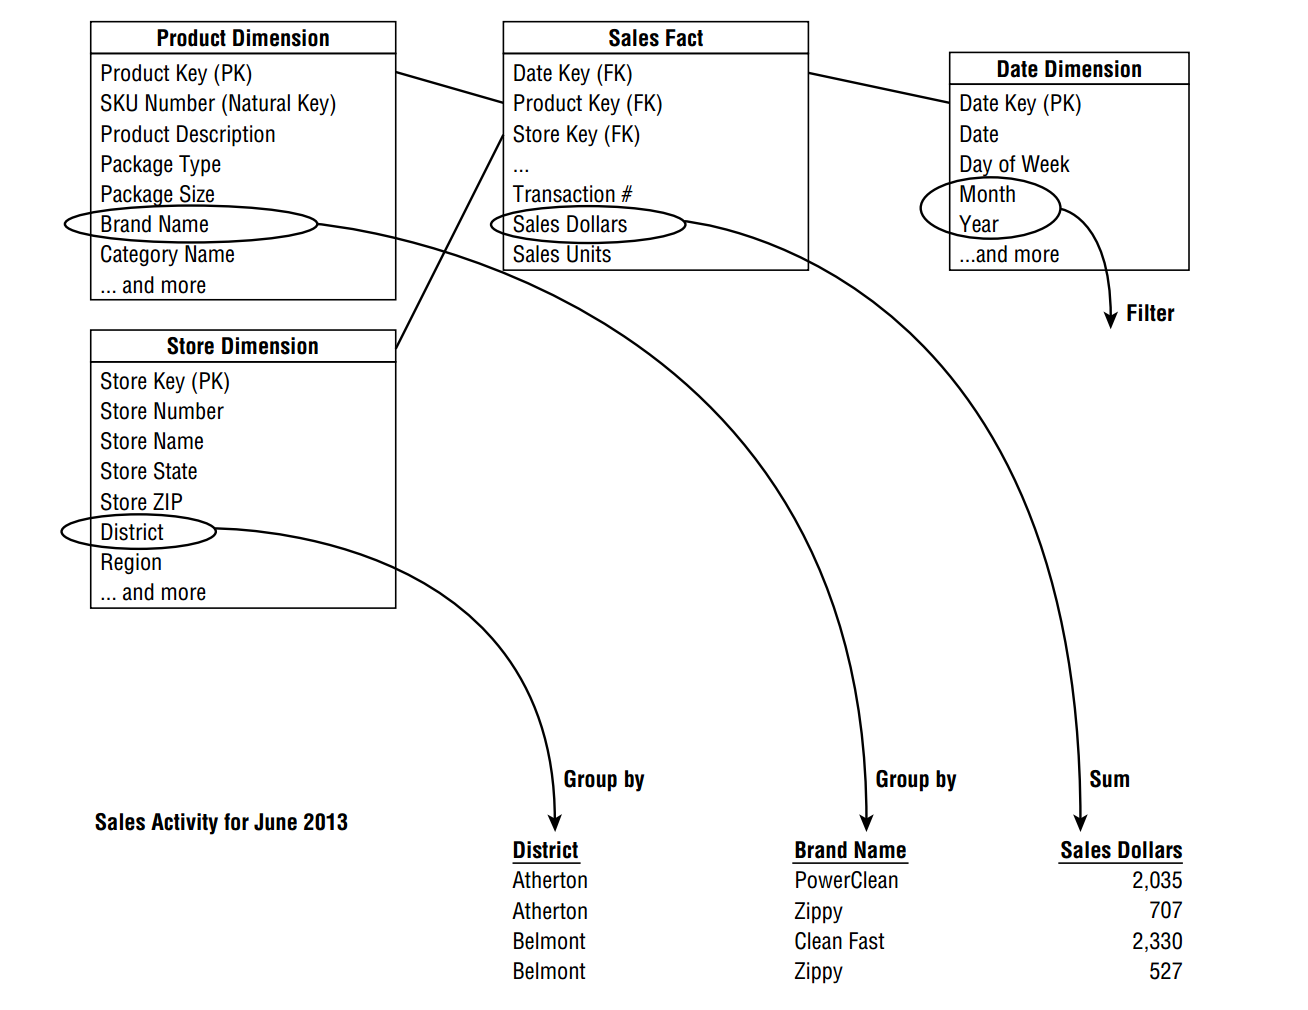 Product Dimension
Product Key (PK)
SKU Number (Natural Key)
Product Description
Package Type
Package Size
Brand Name
Category Name
... and more
Sales Fact
Date Key (FK)
Product Key (FK)
Store Key (FK)
...
Transaction #
Sales Dollars
Sales Units
Date Dimension
Date Key (PK)
Date
Day of Week
Month
Year
...and more
Filter
Store Dimension
Store Key (PK)
Store Number
Store Name
Store State
Store ZIP
District
Region
... and more
Group by
Group by
Sum
Sales Activity for June 2013
District Brand Name Sales Dollars
Atherton PowerClean 2,035
Atherton Zippy 707
Belmont Clean Fast 2,330
Belmont Zippy 527